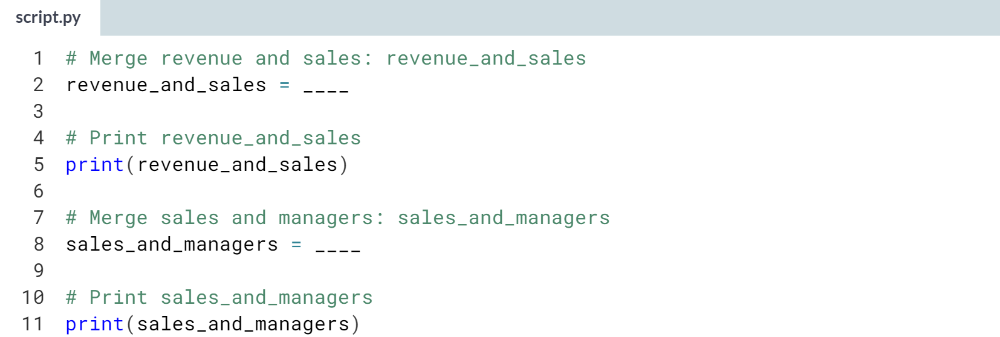 script.py
1 # Merge revenue and sales: revenue_and_sales
2 revenue_and_sales = ____
3
4 # Print revenue_and_sales
5 print(revenue_and_sales)
6
7 # Merge sales and managers: sales_and_managers
8 sales_and_managers = ____
9
10 # Print sales_and_managers
11 print(sales_and_managers)